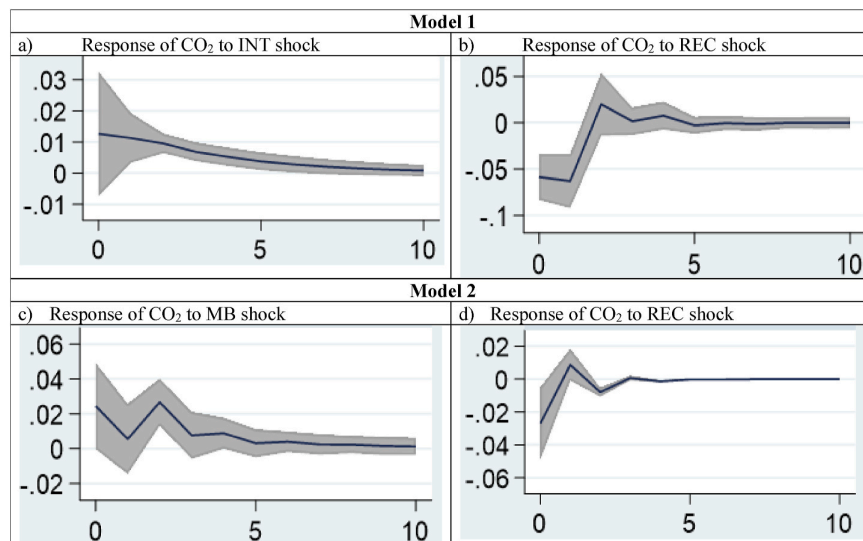 Model 1
a) Response of CO₂ to INT shock
b) Response of CO₂ to REC shock
.03
.02
.01
0
-.01
0 5 10
.05
0
-.05
-.1
0 5 10
Model 2
c) Response of CO₂ to MB shock
d) Response of CO₂ to REC shock
.06
.04
.02
0
-.02
0 5 10
.02
0
-.02
-.04
-.06
0 5 10